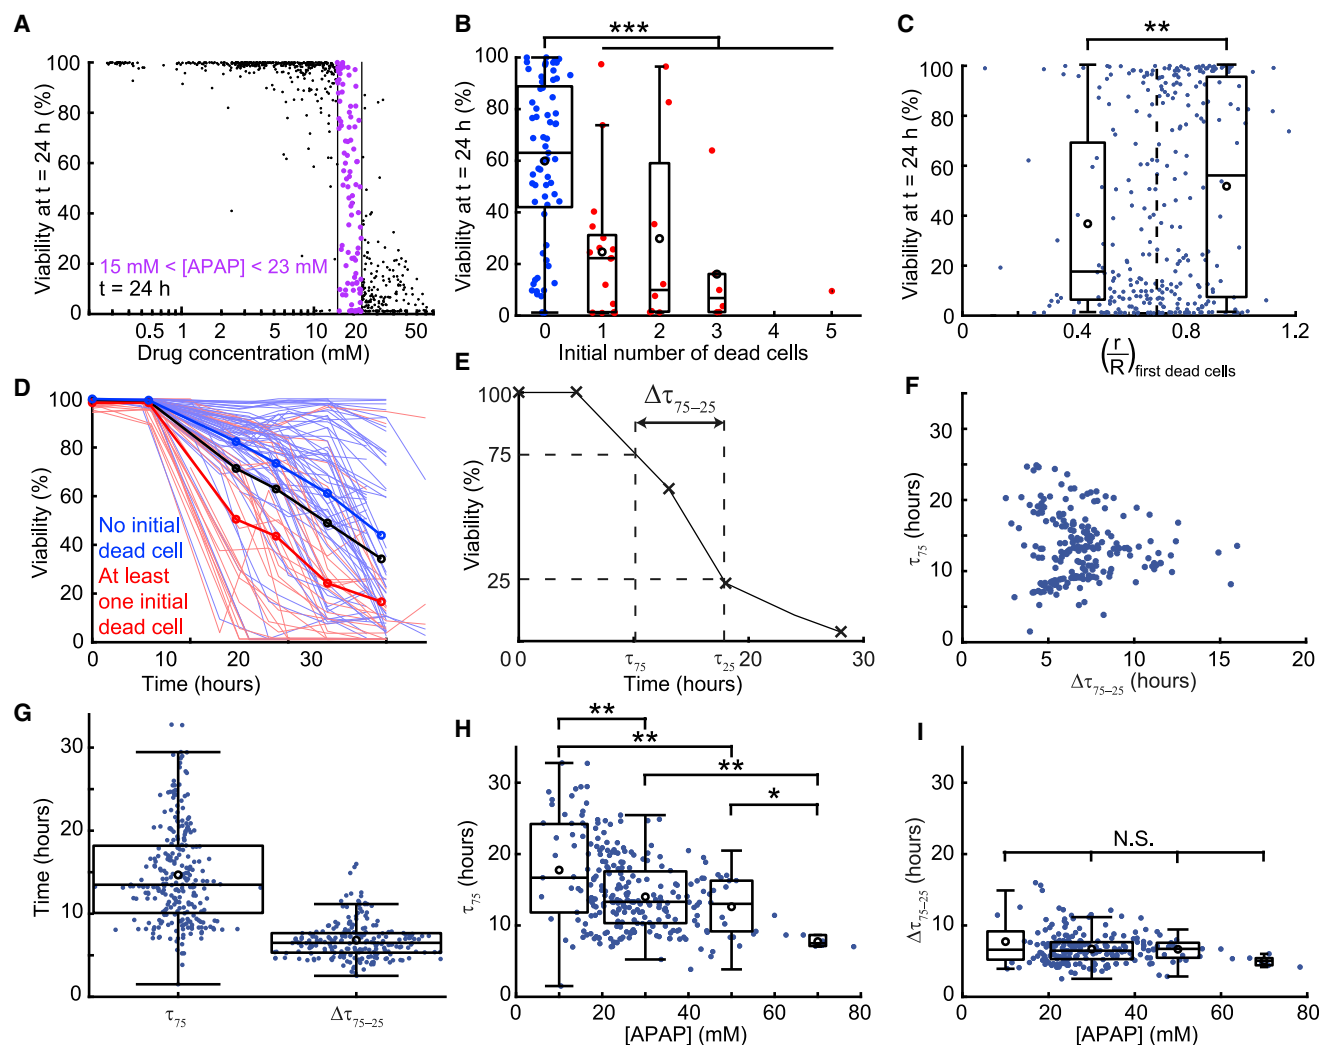 A
Viability at t = 24 h (%)
100
80
60
40
20
0
15 mM < [APAP] < 23 mM
t = 24 h
0.5 1 5 10 20 50
Drug concentration (mM)
B
***
Viability at t = 24 h (%)
100
80
60
40
20
0
0 1 2 3 4 5
Initial number of dead cells
C
**
Viability at t = 24 h (%)
100
80
60
40
20
0
0 0.4 0.8 1.2
(r/R) first dead cells
D
Viability (%)
100
80
60
40
20
0
No initial
dead cell
At least
one initial
dead cell
0 10 20 30
Time (hours)
E
Viability (%)
100
75
25
0
Δτ75–25
0 τ75 τ25 30
Time (hours)
F
τ75 (hours)
35
30
20
10
0
0 5 10 15 20
Δτ75–25 (hours)
G
Time (hours)
30
20
10
0
τ75 Δτ75–25
H
**
**
**
*
τ75 (hours)
30
20
10
0
0 20 40 60 80
[APAP] (mM)
I
N.S.
Δτ75–25 (hours)
30
20
10
0
0 20 40 60 80
[APAP] (mM)